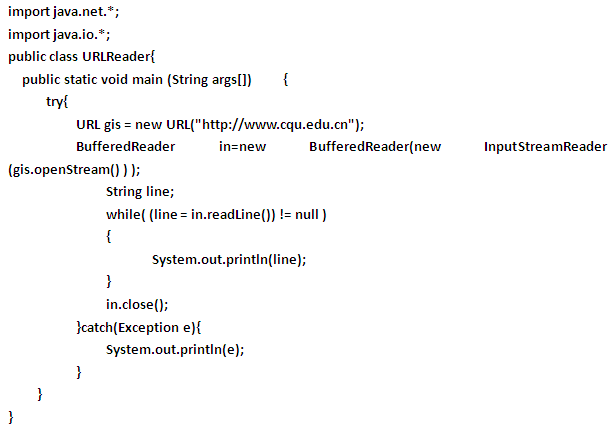 import java.net.*;
import java.io.*;
public class URLReader{
public static void main (String args[]) {
try{
URL gis = new URL("http://www.cqu.edu.cn");
BufferedReader in=new BufferedReader(new InputStreamReader
(gis.openStream() ) );
String line;
while( (line = in.readLine()) != null )
{
System.out.println(line);
}
in.close();
}catch(Exception e){
System.out.println(e);
}
}
}